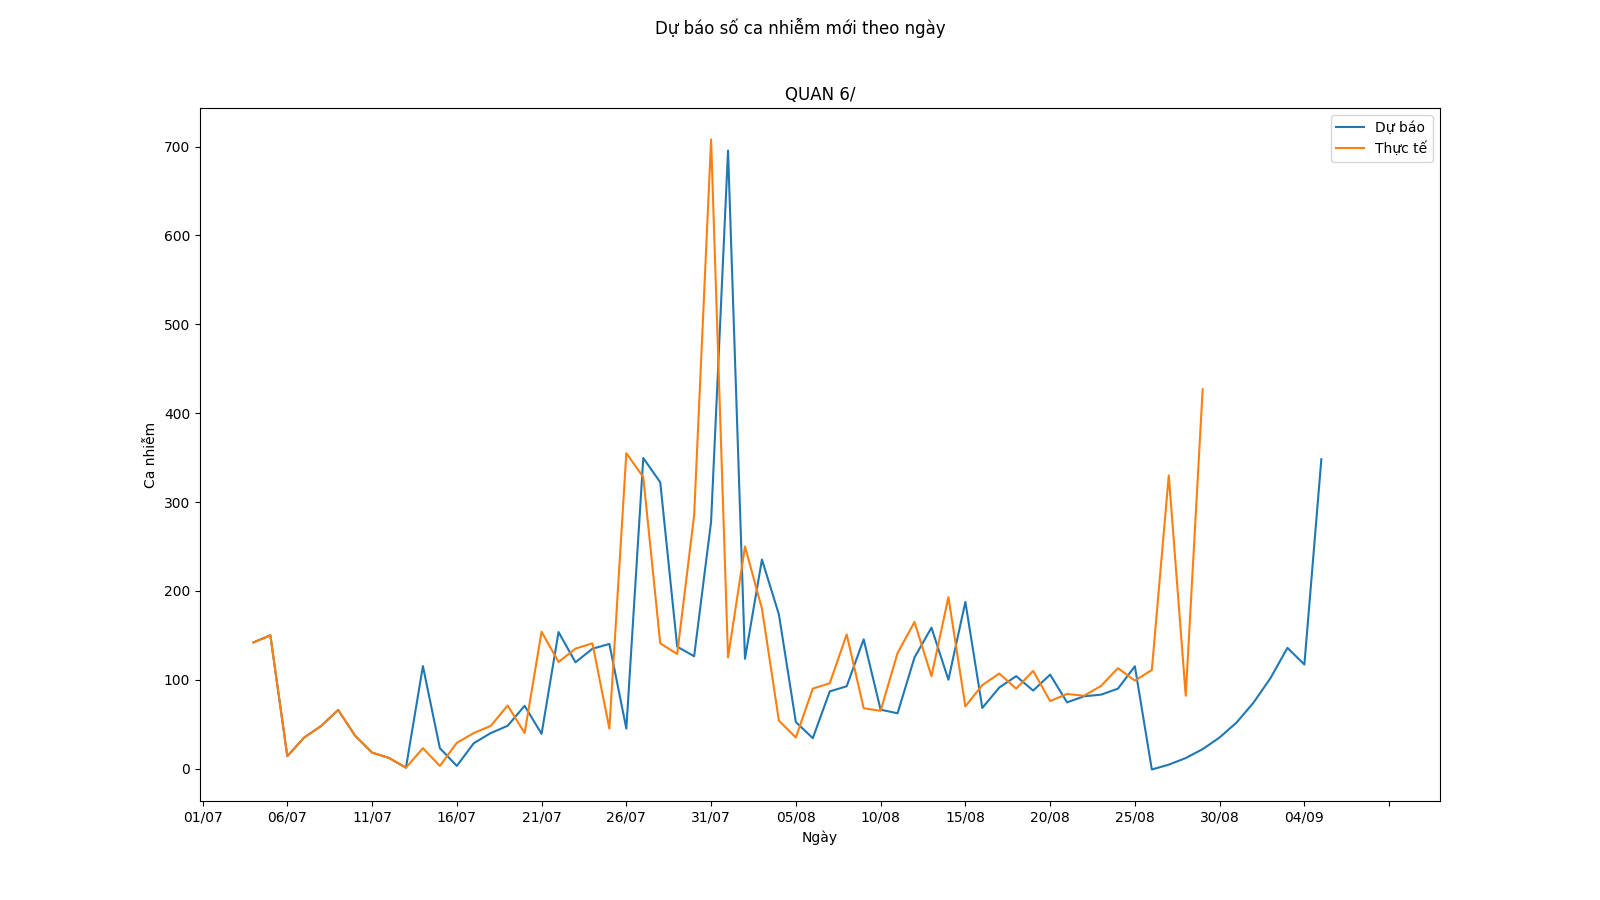 Dự báo số ca nhiễm mới theo ngày
QUAN 6/
Dự báo
Thực tế
700
600
500
400
300
200
100
0
Ca nhiễm
01/07 06/07 11/07 16/07 21/07 26/07 31/07 05/08 10/08 15/08 20/08 25/08 30/08 04/09
Ngày